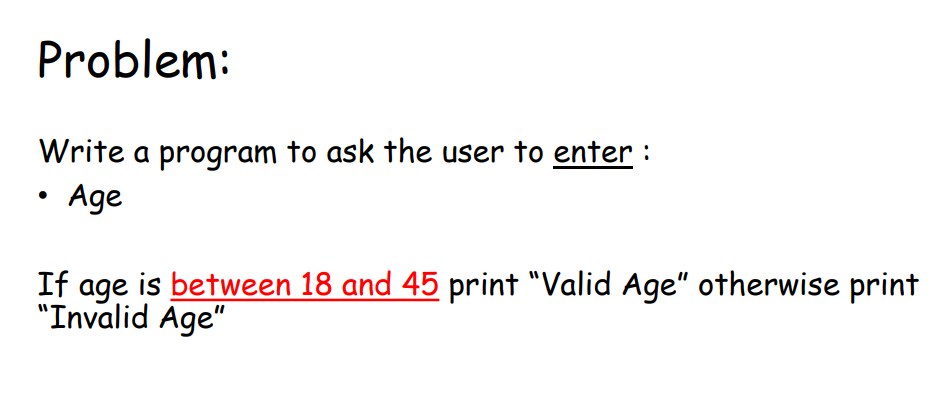 Problem:
Write a program to ask the user to enter :
• Age
If age is between 18 and 45 print “Valid Age” otherwise print
“Invalid Age”